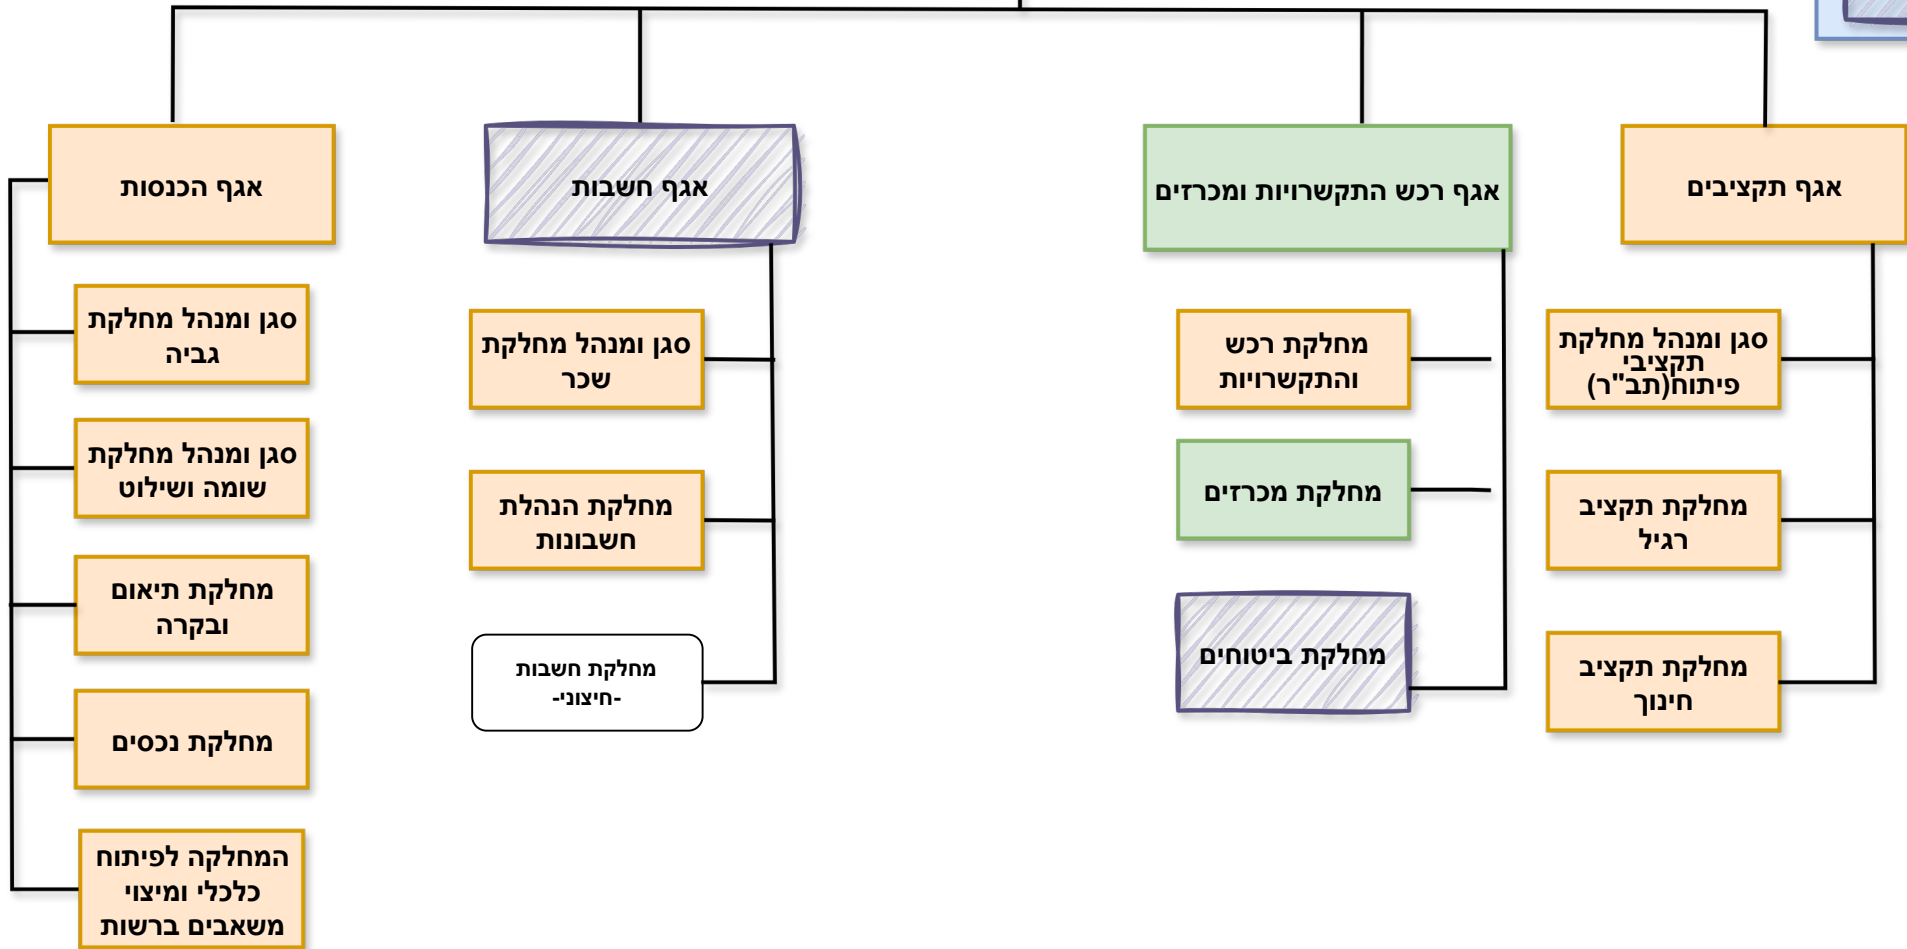 אגף תקציבים
אגף רכש התקשרויות ומכרזים
אגף חשבות
אגף הכנסות
סגן ומנהל מחלקת
תקציבי
פיתוח(תב"ר)
מחלקת תקציב
רגיל
מחלקת תקציב
חינוך
מחלקת רכש
והתקשרויות
מחלקת מכרזים
מחלקת ביטוחים
סגן ומנהל מחלקת
שכר
מחלקת הנהלת
חשבונות
מחלקת חשבות
-חיצוני-
סגן ומנהל מחלקת
גביה
סגן ומנהל מחלקת
שומה ושילוט
מחלקת תיאום
ובקרה
מחלקת נכסים
המחלקה לפיתוח
כלכלי ומיצוי
משאבים ברשות